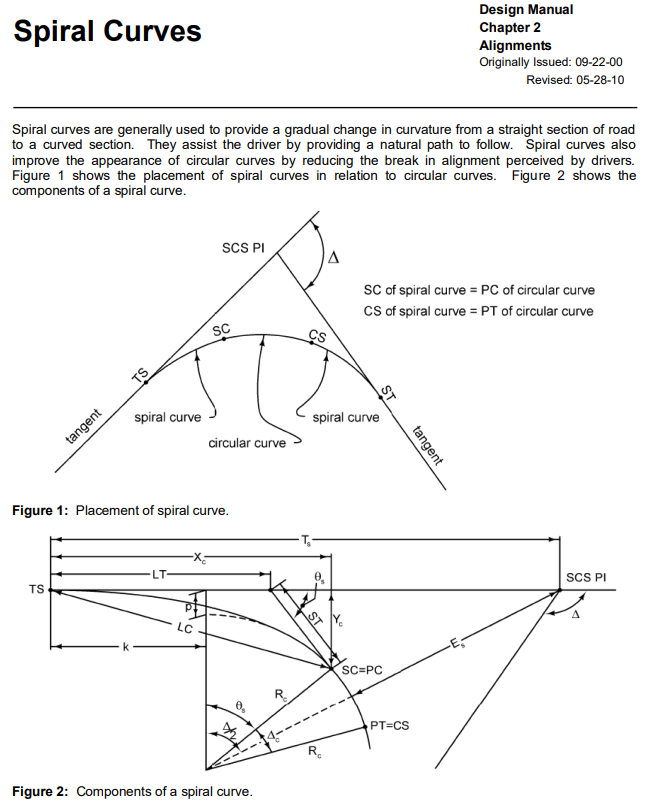 Spiral Curves
Design Manual
Chapter 2
Alignments
Originally Issued: 09-22-00
Revised: 05-28-10
Spiral curves are generally used to provide a gradual change in curvature from a straight section of road
to a curved section. They assist the driver by providing a natural path to follow. Spiral curves also
improve the appearance of circular curves by reducing the break in alignment perceived by drivers.
Figure 1 shows the placement of spiral curves in relation to circular curves. Figure 2 shows the
components of a spiral curve.
SCS PI
Δ
SC of spiral curve = PC of circular curve
CS of spiral curve = PT of circular curve
SC
CS
TS
ST
tangent
spiral curve
spiral curve
circular curve
tangent
Figure 1: Placement of spiral curve.
Ts
Xc
LT
θs
SCS PI
TS
p
ST
Yc
Δ
LC
k
Es
SC=PC
Rc
θs
Δ/2
Δc
PT=CS
Rc
Figure 2: Components of a spiral curve.